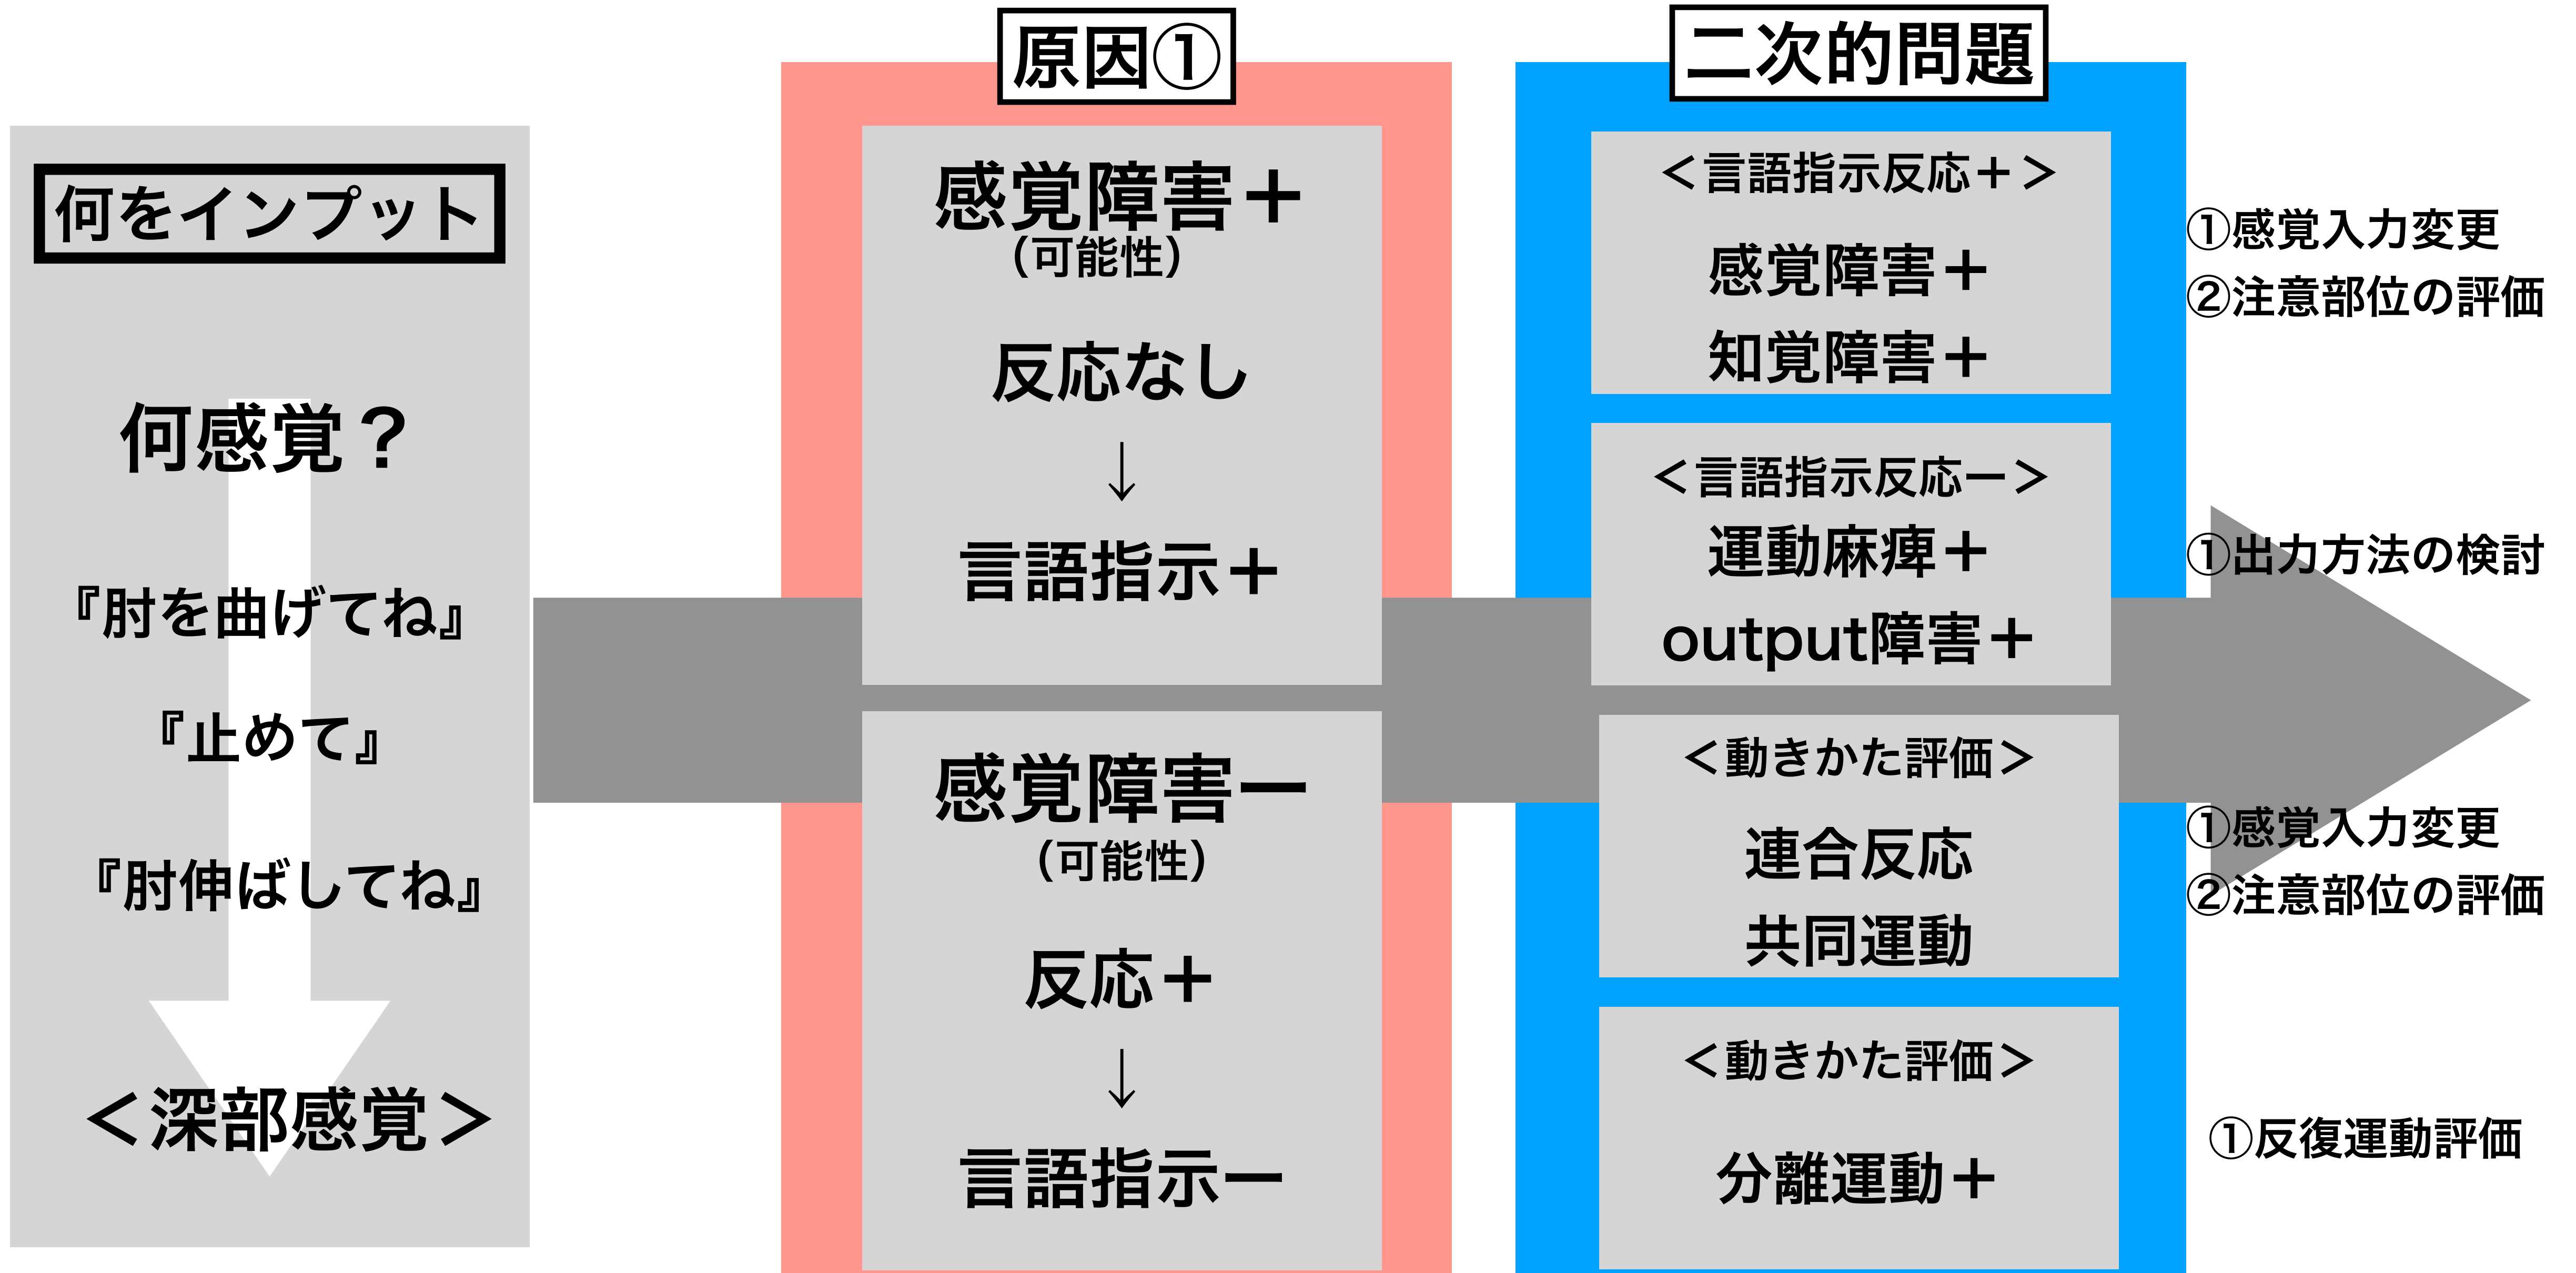 何をインプット
何感覚？
『肘を曲げてね』
『止めて』
『肘伸ばしてね』
＜深部感覚＞
原因①
感覚障害＋
（可能性）
反応なし
↓
言語指示＋
感覚障害ー
（可能性）
反応＋
↓
言語指示ー
二次的問題
＜言語指示反応＋＞
感覚障害＋
知覚障害＋
＜言語指示反応ー＞
運動麻痺＋
output障害＋
＜動きかた評価＞
連合反応
共同運動
＜動きかた評価＞
分離運動＋
①感覚入力変更
②注意部位の評価
①出力方法の検討
①感覚入力変更
②注意部位の評価
①反復運動評価